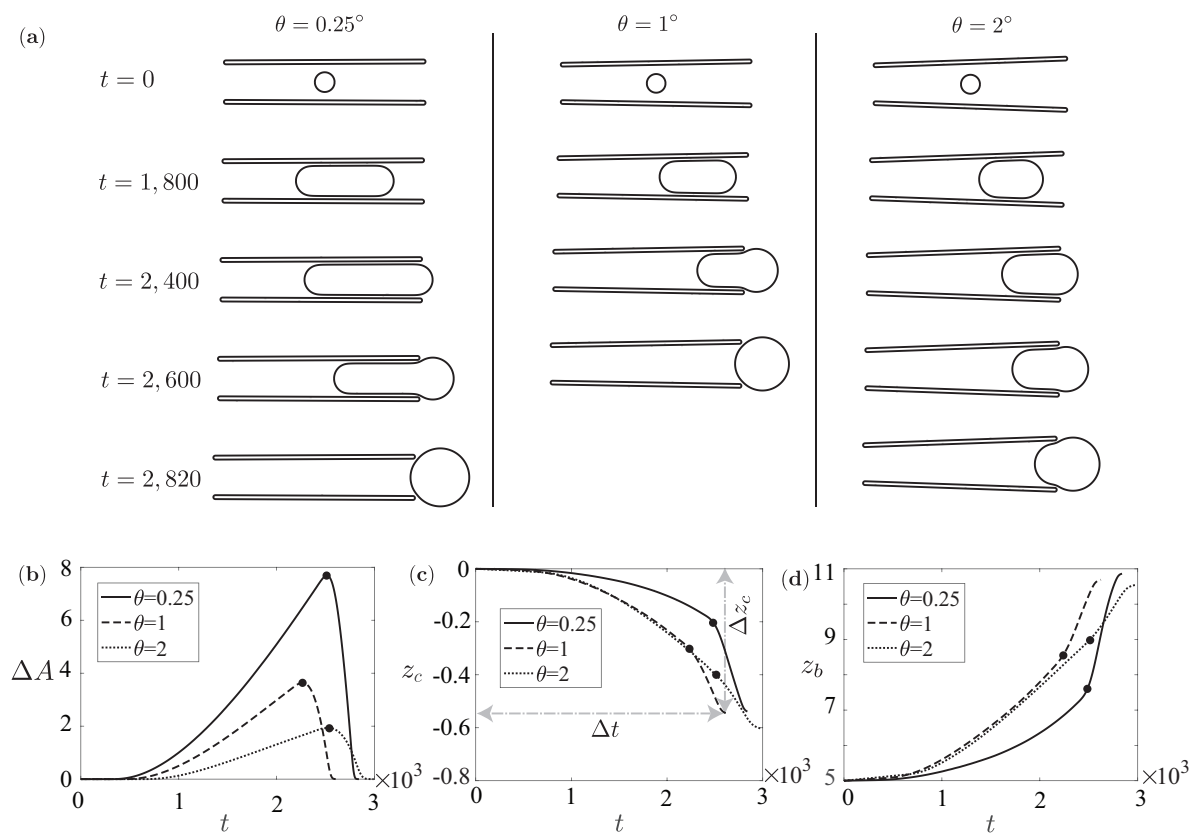 (a)
θ = 0.25° θ = 1° θ = 2°
t = 0
t = 1, 800
t = 2, 400
t = 2, 600
t = 2, 820
(b)
8
6
4
2
0
ΔA
θ=0.25
θ=1
θ=2
0 1 2 3
×10³
t
(c)
0
-0.2
-0.4
-0.6
-0.8
z_c
θ=0.25
θ=1
θ=2
Δz_c
Δt
0 1 2 3
×10³
t
(d)
11
9
7
5
z_b
θ=0.25
θ=1
θ=2
0 1 2 3
×10³
t